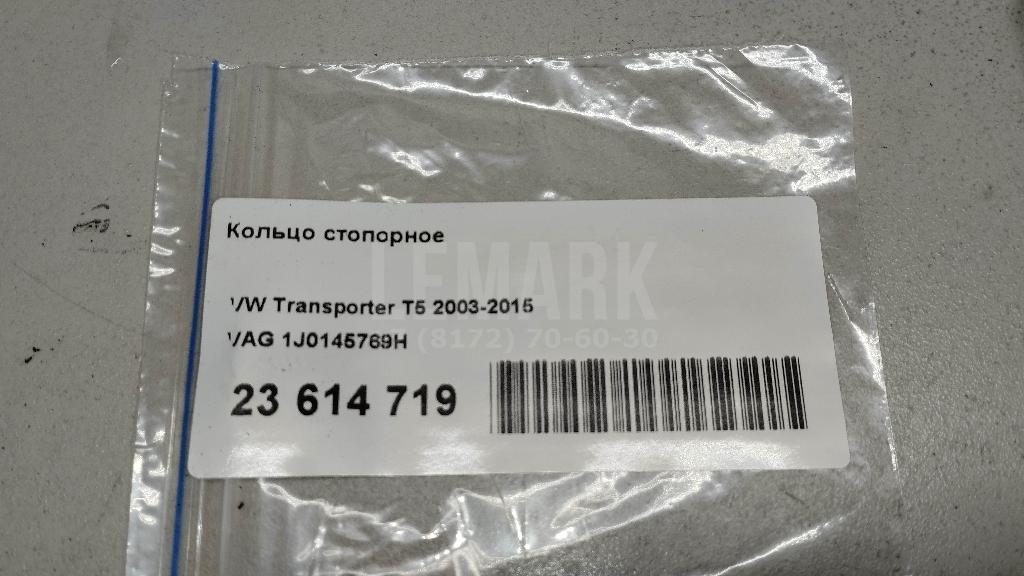 Кольцо стопорное
LEMARK
VW Transporter T5 2003-2015
(8172) 70-60-30
VAG 1J0145769H
23 614 719